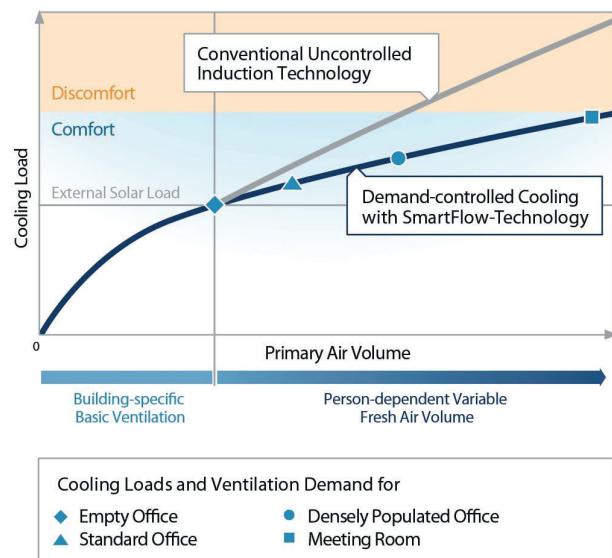 Conventional Uncontrolled
Induction Technology
Discomfort
Comfort
External Solar Load
Demand-controlled Cooling
with SmartFlow-Technology
Cooling Load
0
Primary Air Volume
Building-specific
Basic Ventilation
Person-dependent Variable
Fresh Air Volume
Cooling Loads and Ventilation Demand for
Empty Office
Densely Populated Office
Standard Office
Meeting Room